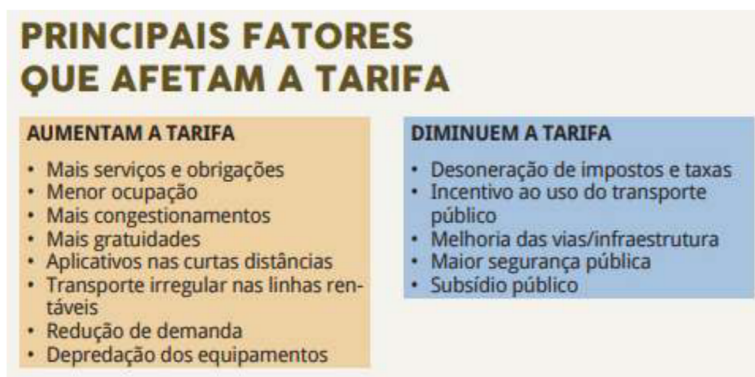 PRINCIPAIS FATORES
QUE AFETAM A TARIFA
AUMENTAM A TARIFA
• Mais serviços e obrigações
• Menor ocupação
• Mais congestionamentos
• Mais gratuidades
• Aplicativos nas curtas distâncias
• Transporte irregular nas linhas ren-
táveis
• Redução de demanda
• Depredação dos equipamentos
DIMINUEM A TARIFA
• Desoneração de impostos e taxas
• Incentivo ao uso do transporte
público
• Melhoria das vias/infraestrutura
• Maior segurança pública
• Subsídio público